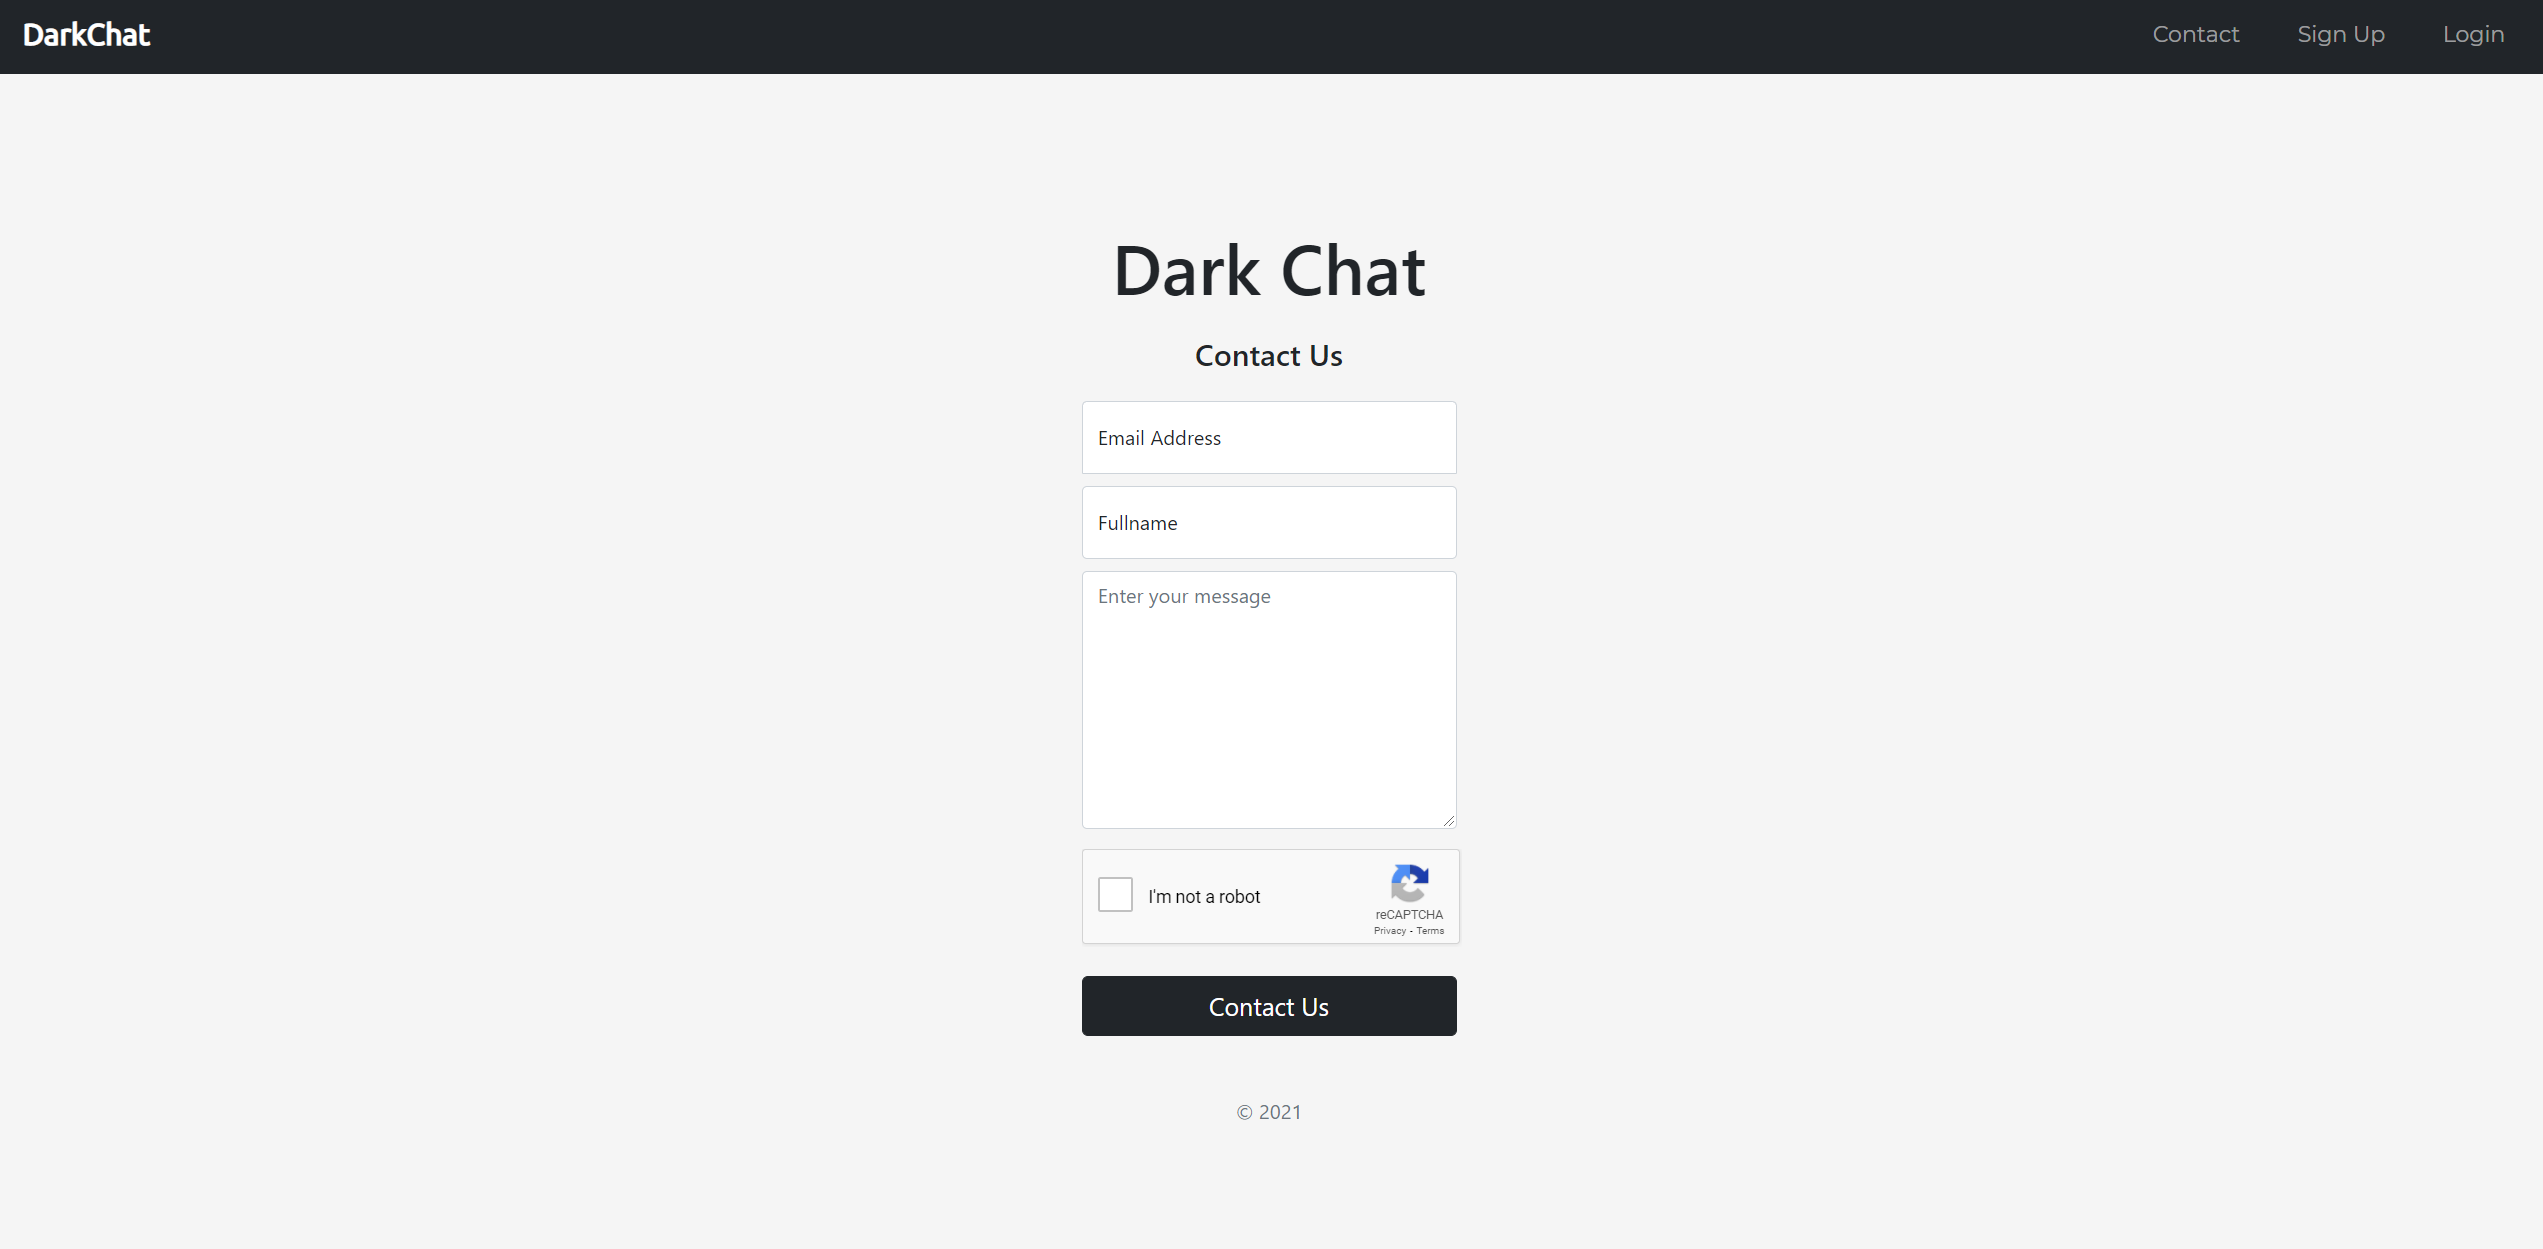 DarkChat
Contact Sign Up Login
Dark Chat
Contact Us
Email Address
Fullname
Enter your message
I'm not a robot
reCAPTCHA
Privacy - Terms
Contact Us
© 2021